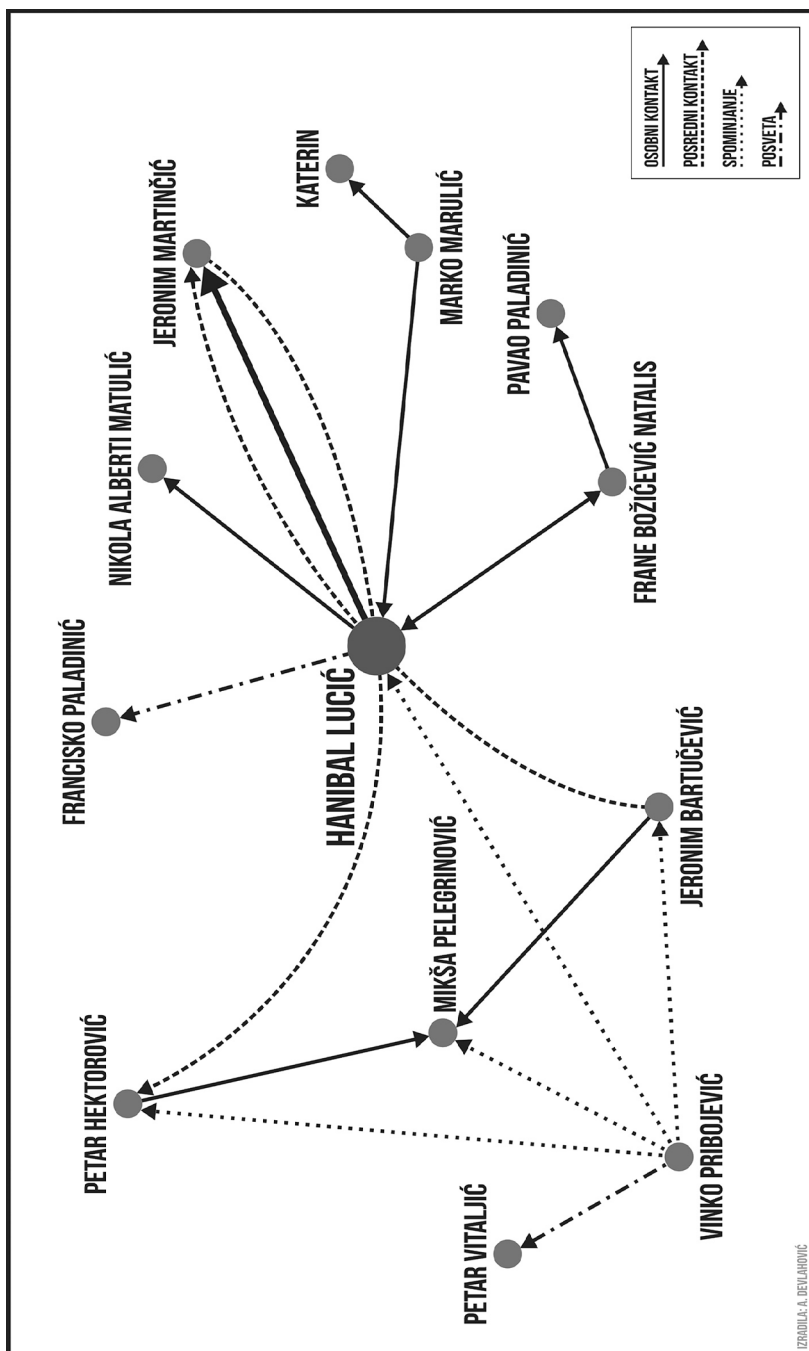 PETAR VITALJIĆ
VINKO PRIBOJEVIĆ
PETAR HEKTOROVIĆ
MIKŠA PELEGRINOVIĆ
JERONIM BARTUČEVIĆ
FRANCISKO PALADINIĆ
HANIBAL LUCIĆ
NIKOLA ALBERTI MATULIĆ
FRANE BOŽIĆEVIĆ NATALIS
JERONIM MARTINČIĆ
PAVAO PALADINIĆ
MARKO MARULIĆ
KATERIN
OSOBNI KONTAKT
POSREDNI KONTAKT
SPOMINJANJE
POSVETA
IZRADILA: A. DEVLAHOVIĆ